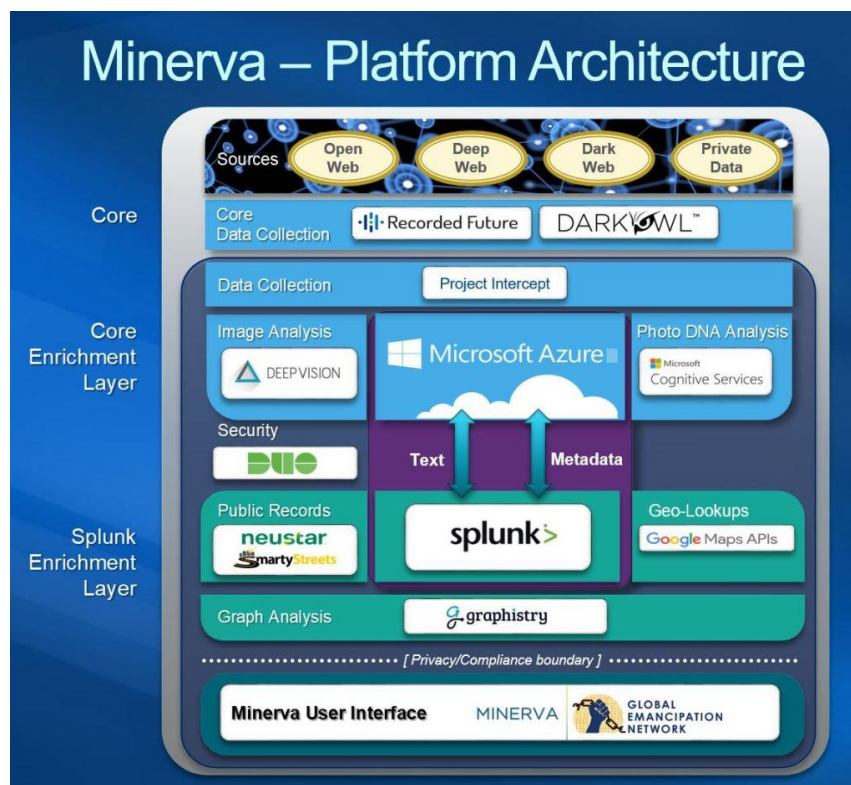 Minerva – Platform Architecture
Sources
Open
Web
Deep
Web
Dark
Web
Private
Data
Core
Core
Data Collection
Recorded Future
DARKOWL™
Data Collection
Project Intercept
Core
Enrichment
Layer
Image Analysis
DEEPVISION
Microsoft Azure
Photo DNA Analysis
Microsoft
Cognitive Services
Security
DUO
Text
Metadata
Splunk
Enrichment
Layer
Public Records
neustar
SmartyStreets
splunk>
Geo-Lookups
Google Maps APIs
Graph Analysis
graphistry
[ Privacy/Compliance boundary ]
Minerva User Interface
MINERVA
GLOBAL
EMANCIPATION
NETWORK